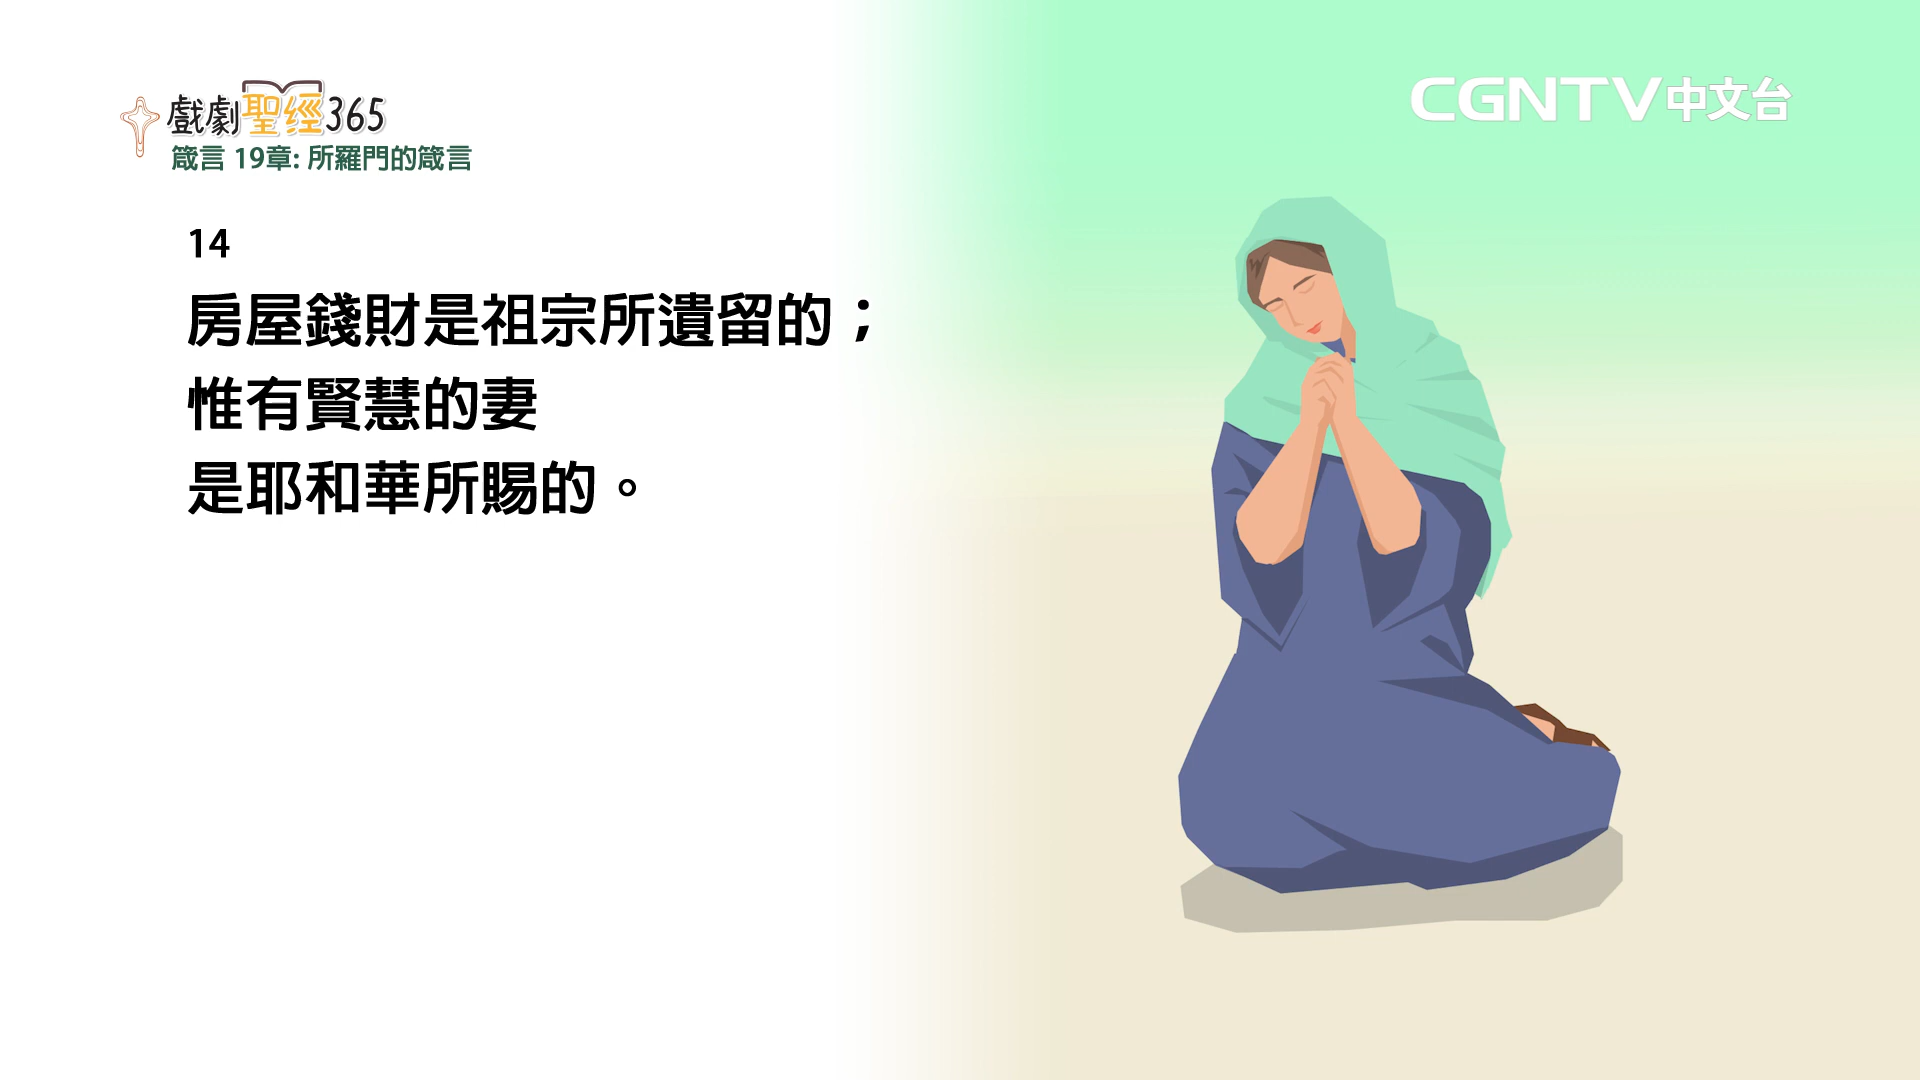 戲劇聖經365
CGNTV中文台
箴言 19章: 所羅門的箴言
14
房屋錢財是祖宗所遺留的；
惟有賢慧的妻
是耶和華所賜的。